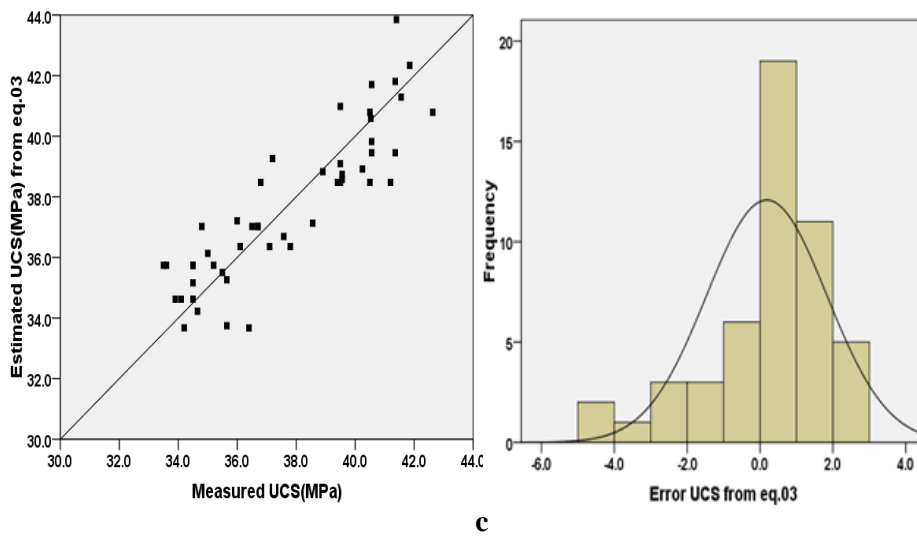 Estimated UCS(MPa) from eq.03
44.0
42.0
40.0
38.0
36.0
34.0
32.0
30.0
30.0 32.0 34.0 36.0 38.0 40.0 42.0 44.0
Measured UCS(MPa)
Frequency
20
15
10
5
0
-6.0 -4.0 -2.0 0.0 2.0 4.0
Error UCS from eq.03
c